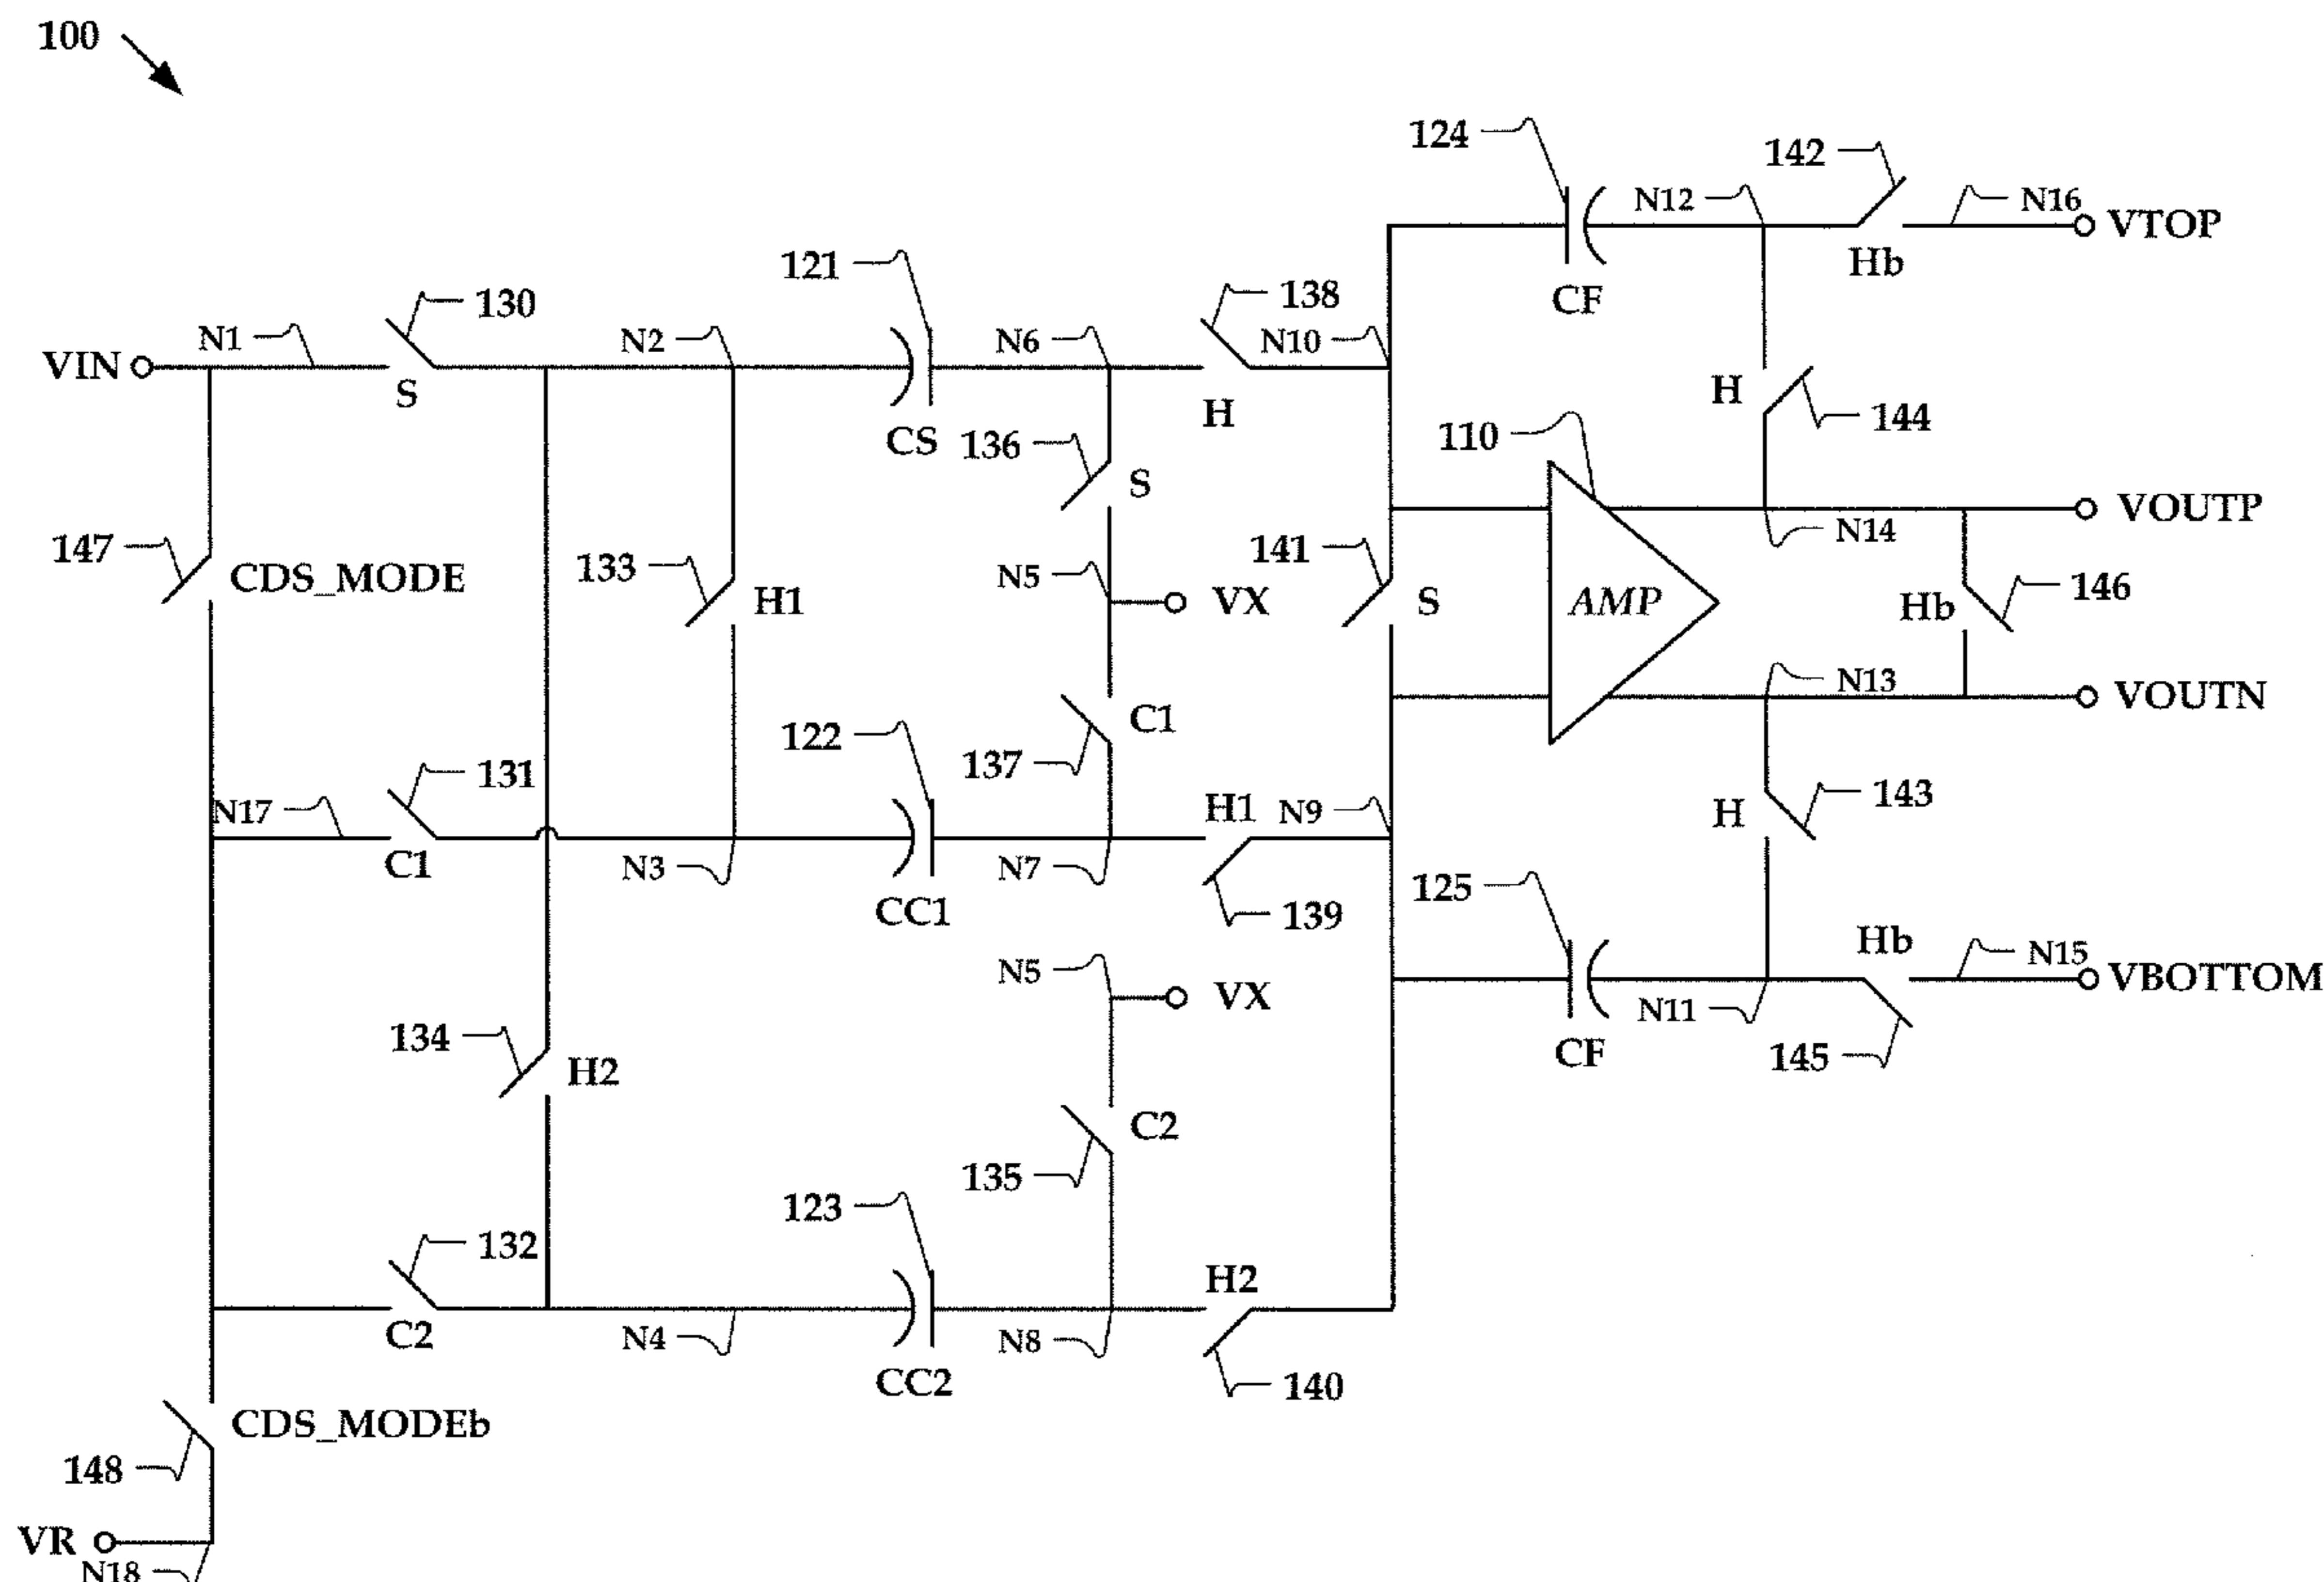 100
124
142
N12
N16
VTOP
Hb
CF
121
130
138
N1
N2
N6
N10
VIN
S
H
CS
136
S
H
144
110
VOUTP
N14
147
CDS_MODE
133
H1
N5
VX
141
S
AMP
Hb
146
N13
VOUTN
C1
122
137
131
N17
C1
N3
CC1
N7
H1
N9
139
H
143
125
Hb
N15
VBOTTOM
N11
CF
145
N5
VX
134
H2
C2
135
123
132
C2
N4
CC2
N8
H2
140
CDS_MODEb
148
VR
N18